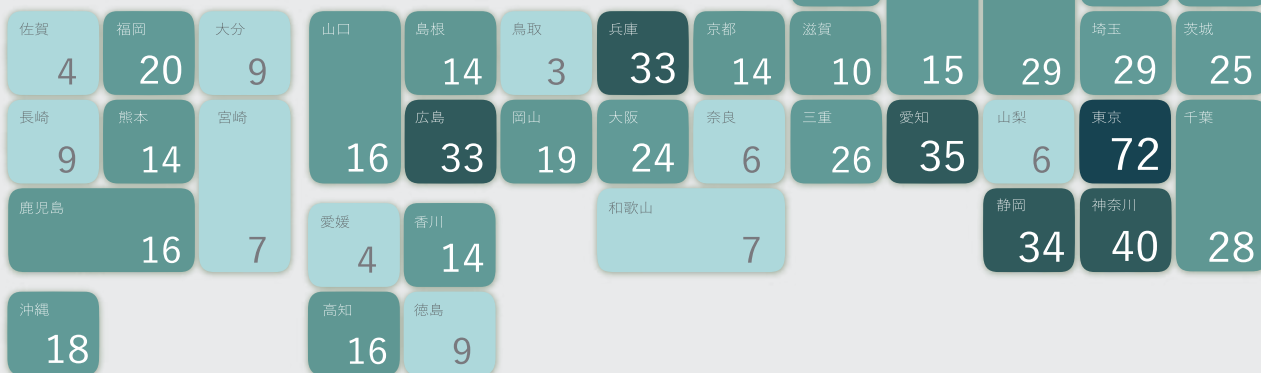 佐賀
4
福岡
20
大分
9
山口
16
島根
14
鳥取
3
兵庫
33
京都
14
滋賀
10
15
29
埼玉
29
茨城
25
長崎
9
熊本
14
宮崎
7
広島
33
岡山
19
大阪
24
奈良
6
三重
26
愛知
35
山梨
6
東京
72
千葉
28
鹿児島
16
愛媛
4
香川
14
和歌山
7
静岡
34
神奈川
40
沖縄
18
高知
16
徳島
9